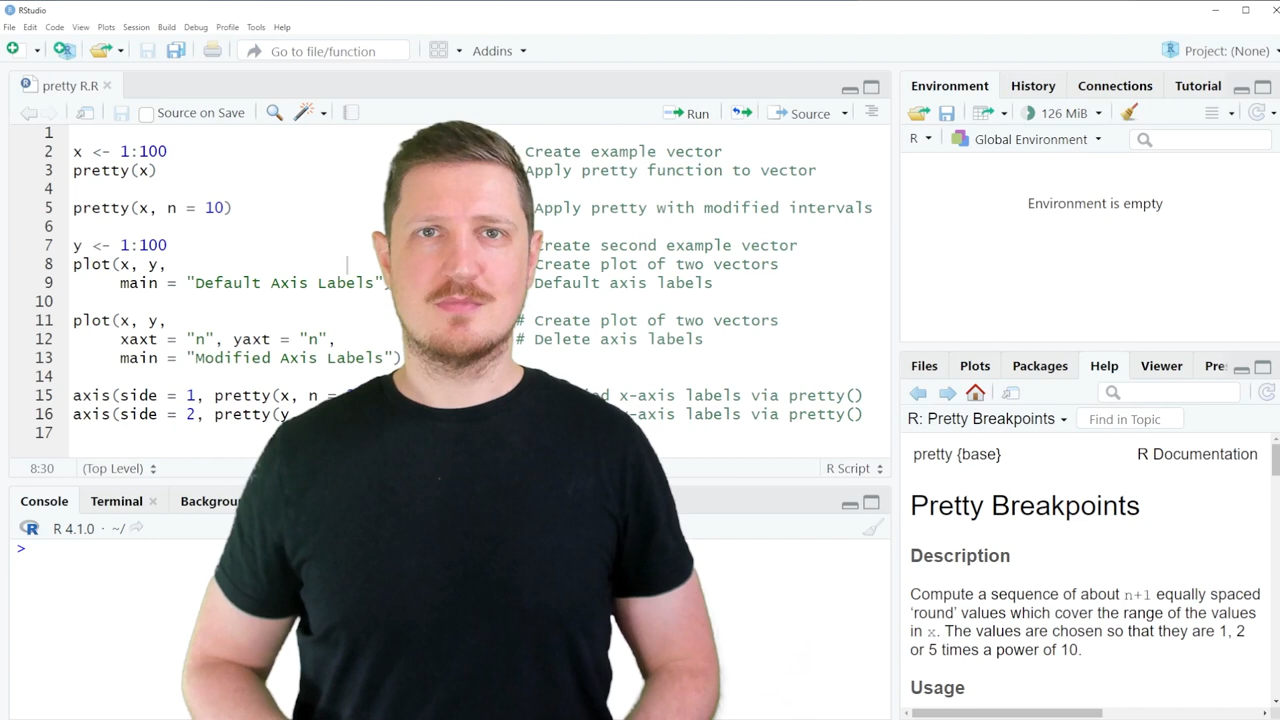 RStudio
File Edit Code View Plots Session Build Debug Profile Tools Help
Go to file/function Addins Project: (None)
pretty R.R
Source on Save Run Source
1
2 x <- 1:100 Create example vector
3 pretty(x) Apply pretty function to vector
4
5 pretty(x, n = 10) Apply pretty with modified intervals
6
7 y <- 1:100 Create second example vector
8 plot(x, y, Create plot of two vectors
9 main = "Default Axis Labels" Default axis labels
10
11 plot(x, y, # Create plot of two vectors
12 xaxt = "n", yaxt = "n", # Delete axis labels
13 main = "Modified Axis Labels")
14
15 axis(side = 1, pretty(x, n = x-axis labels via pretty()
16 axis(side = 2, pretty(y -axis labels via pretty()
17
8:30 (Top Level) R Script
Console Terminal
R 4.1.0 · ~/
>
Environment History Connections Tutorial
126 MiB
R Global Environment
Environment is empty
Files Plots Packages Help Viewer
R: Pretty Breakpoints Find in Topic
pretty {base} R Documentation
Pretty Breakpoints
Description
Compute a sequence of about n+1 equally spaced
‘round’ values which cover the range of the values
in x. The values are chosen so that they are 1, 2
or 5 times a power of 10.
Usage